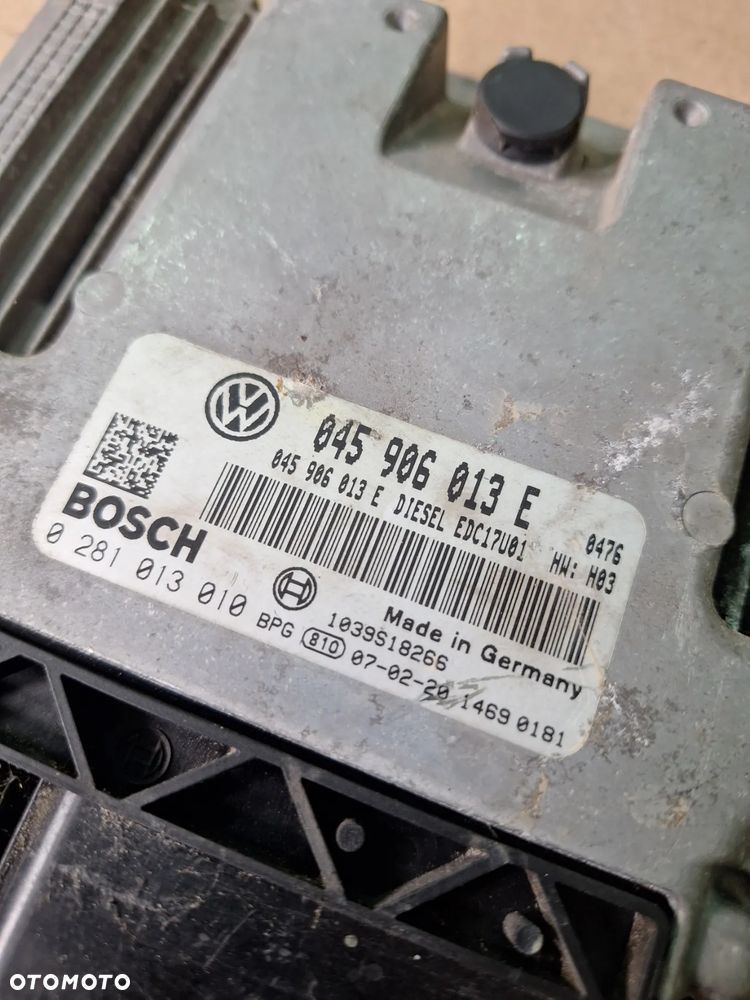 045 906 013 E
045 906 013 E DIESEL EDC17U01 0476
HW: H03
BOSCH
0 281 013 010
Made in Germany
1039S18266
BPG 810 07-02-20 1469 0181
OTOMOTO